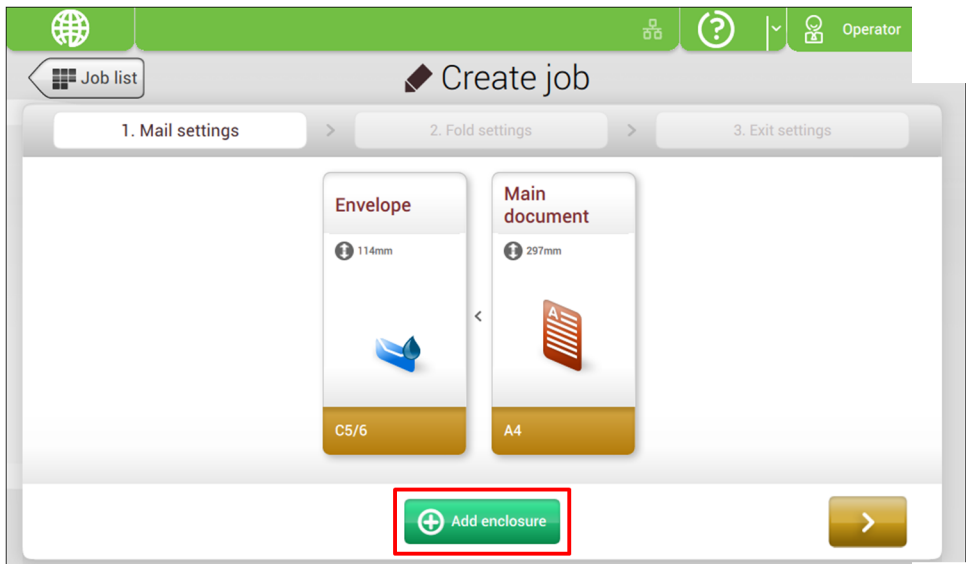 Operator
Job list
Create job
1. Mail settings
>
2. Fold settings
>
3. Exit settings
Envelope
114mm
C5/6
<
Main
document
297mm
A
A4
Add enclosure
>